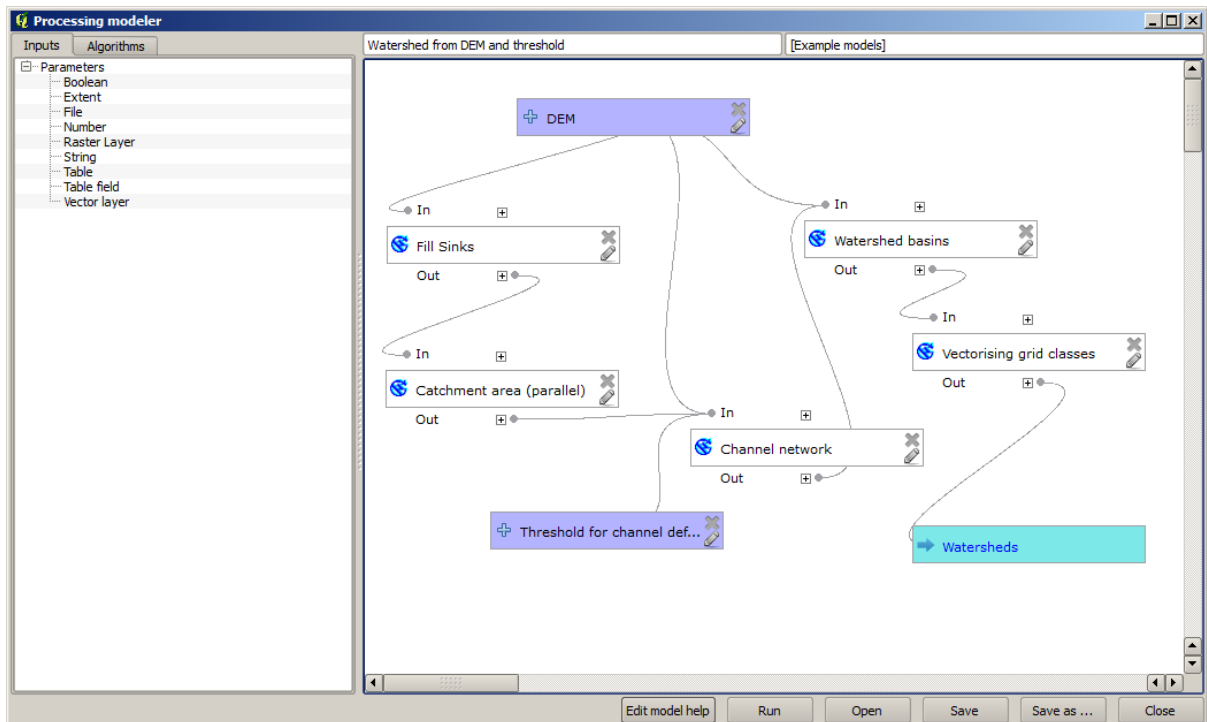 Processing modeler
Inputs
Algorithms
Parameters
Boolean
Extent
File
Number
Raster Layer
String
Table
Table field
Vector layer
Watershed from DEM and threshold
[Example models]
DEM
In
Fill Sinks
Out
In
Catchment area (parallel)
Out
In
Watershed basins
Out
In
Vectorising grid classes
Out
In
Channel network
Out
Threshold for channel def...
Watersheds
Edit model help
Run
Open
Save
Save as ...
Close